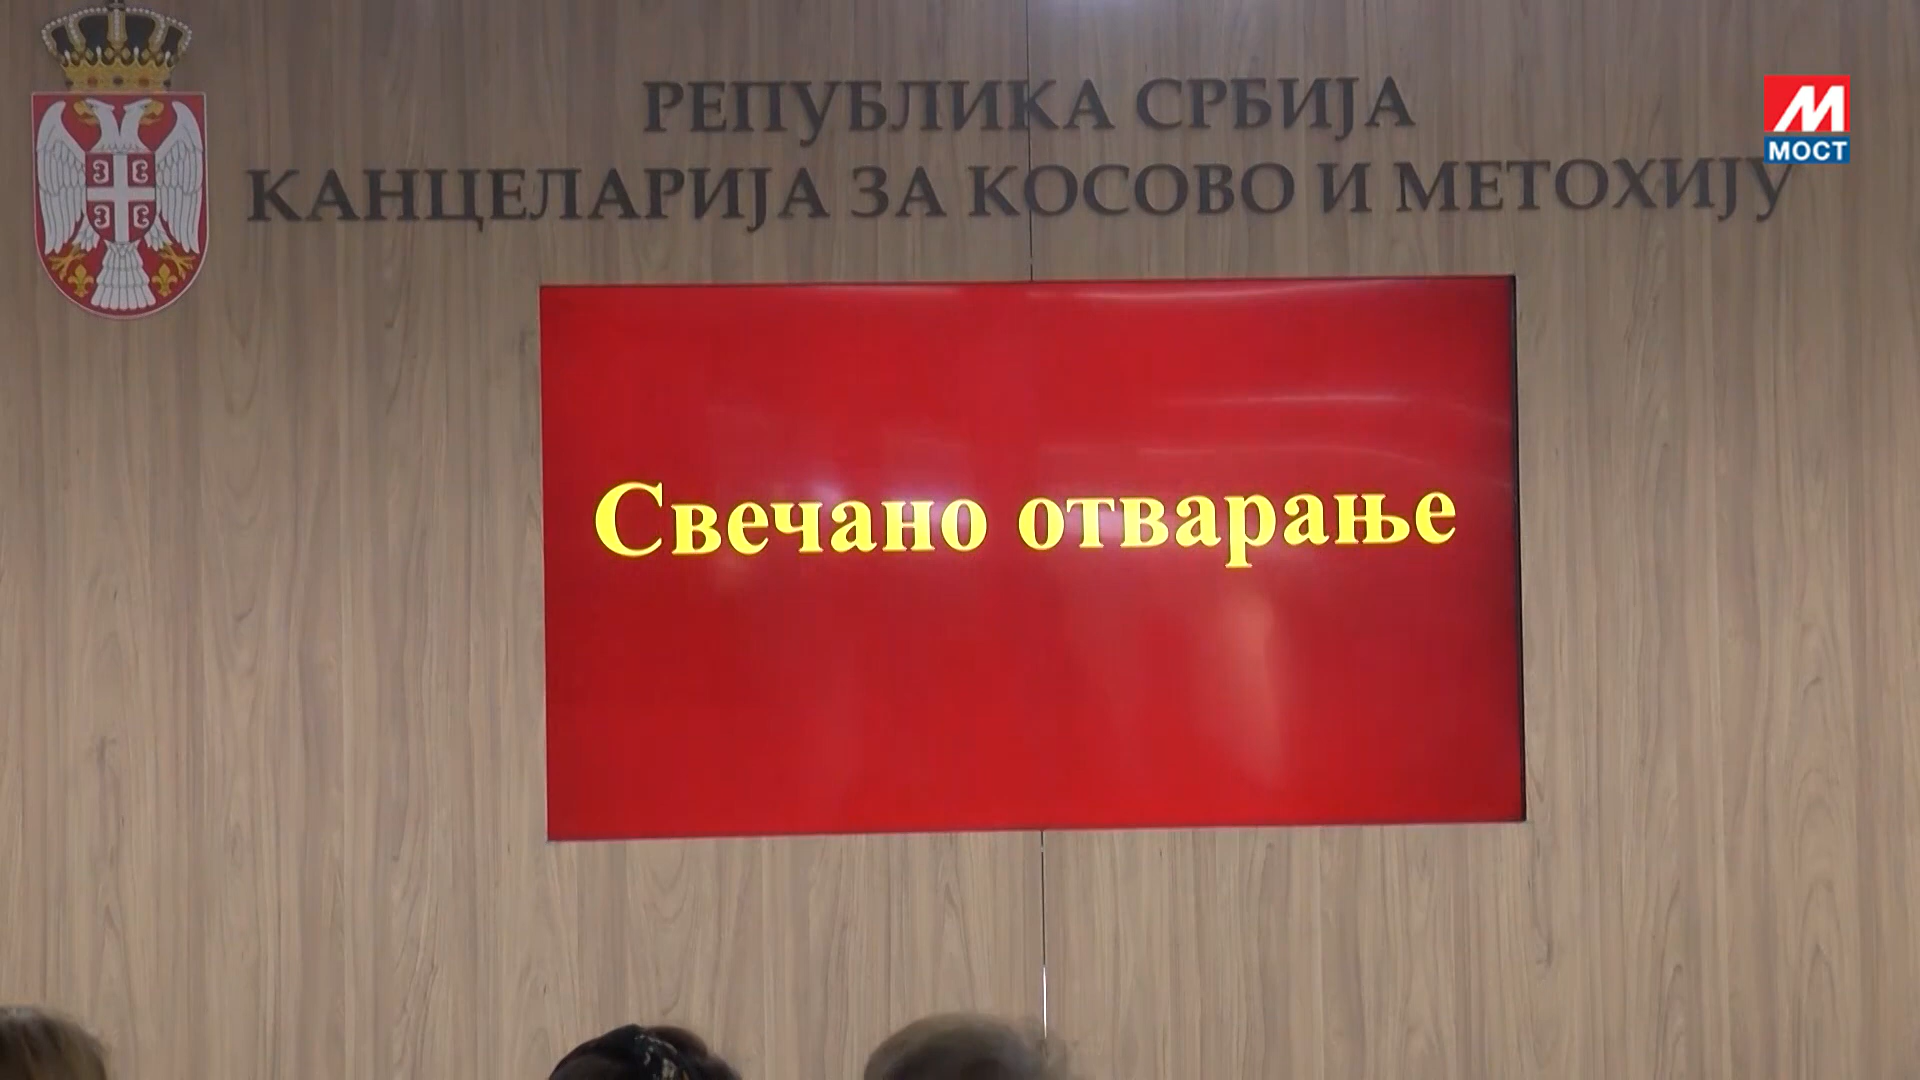 РЕПУБЛИКА СРБИЈА
КАНЦЕЛАРИЈА ЗА КОСОВО И МЕТОХИЈУ
М
МОСТ
Свечано отварање